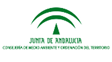 JUNTA DE ANDALUCIA
CONSEJERÍA DE MEDIO AMBIENTE Y ORDENACIÓN DEL TERRITORIO